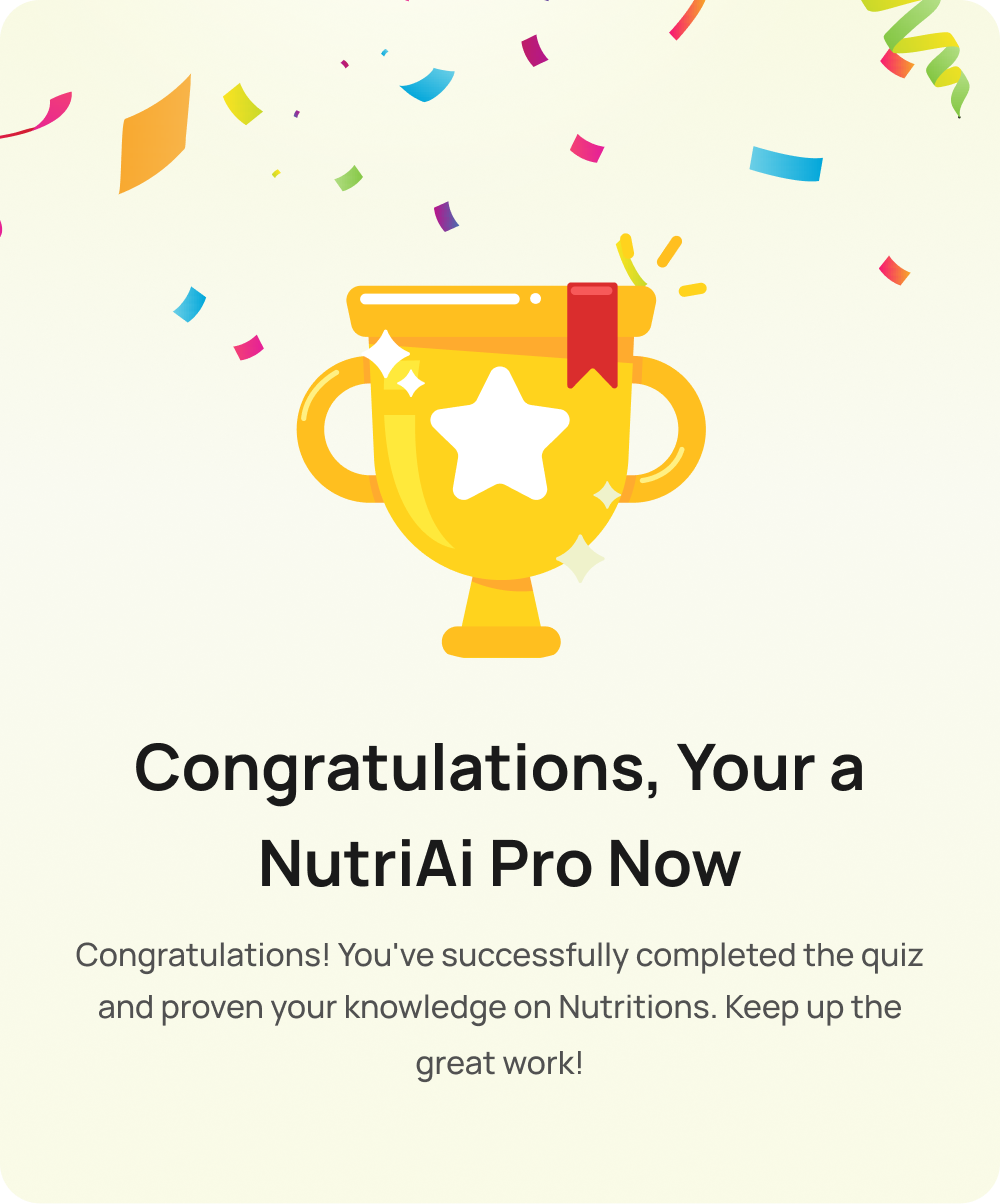 Congratulations, Your a
NutriAi Pro Now
Congratulations! You've successfully completed the quiz
and proven your knowledge on Nutritions. Keep up the
great work!